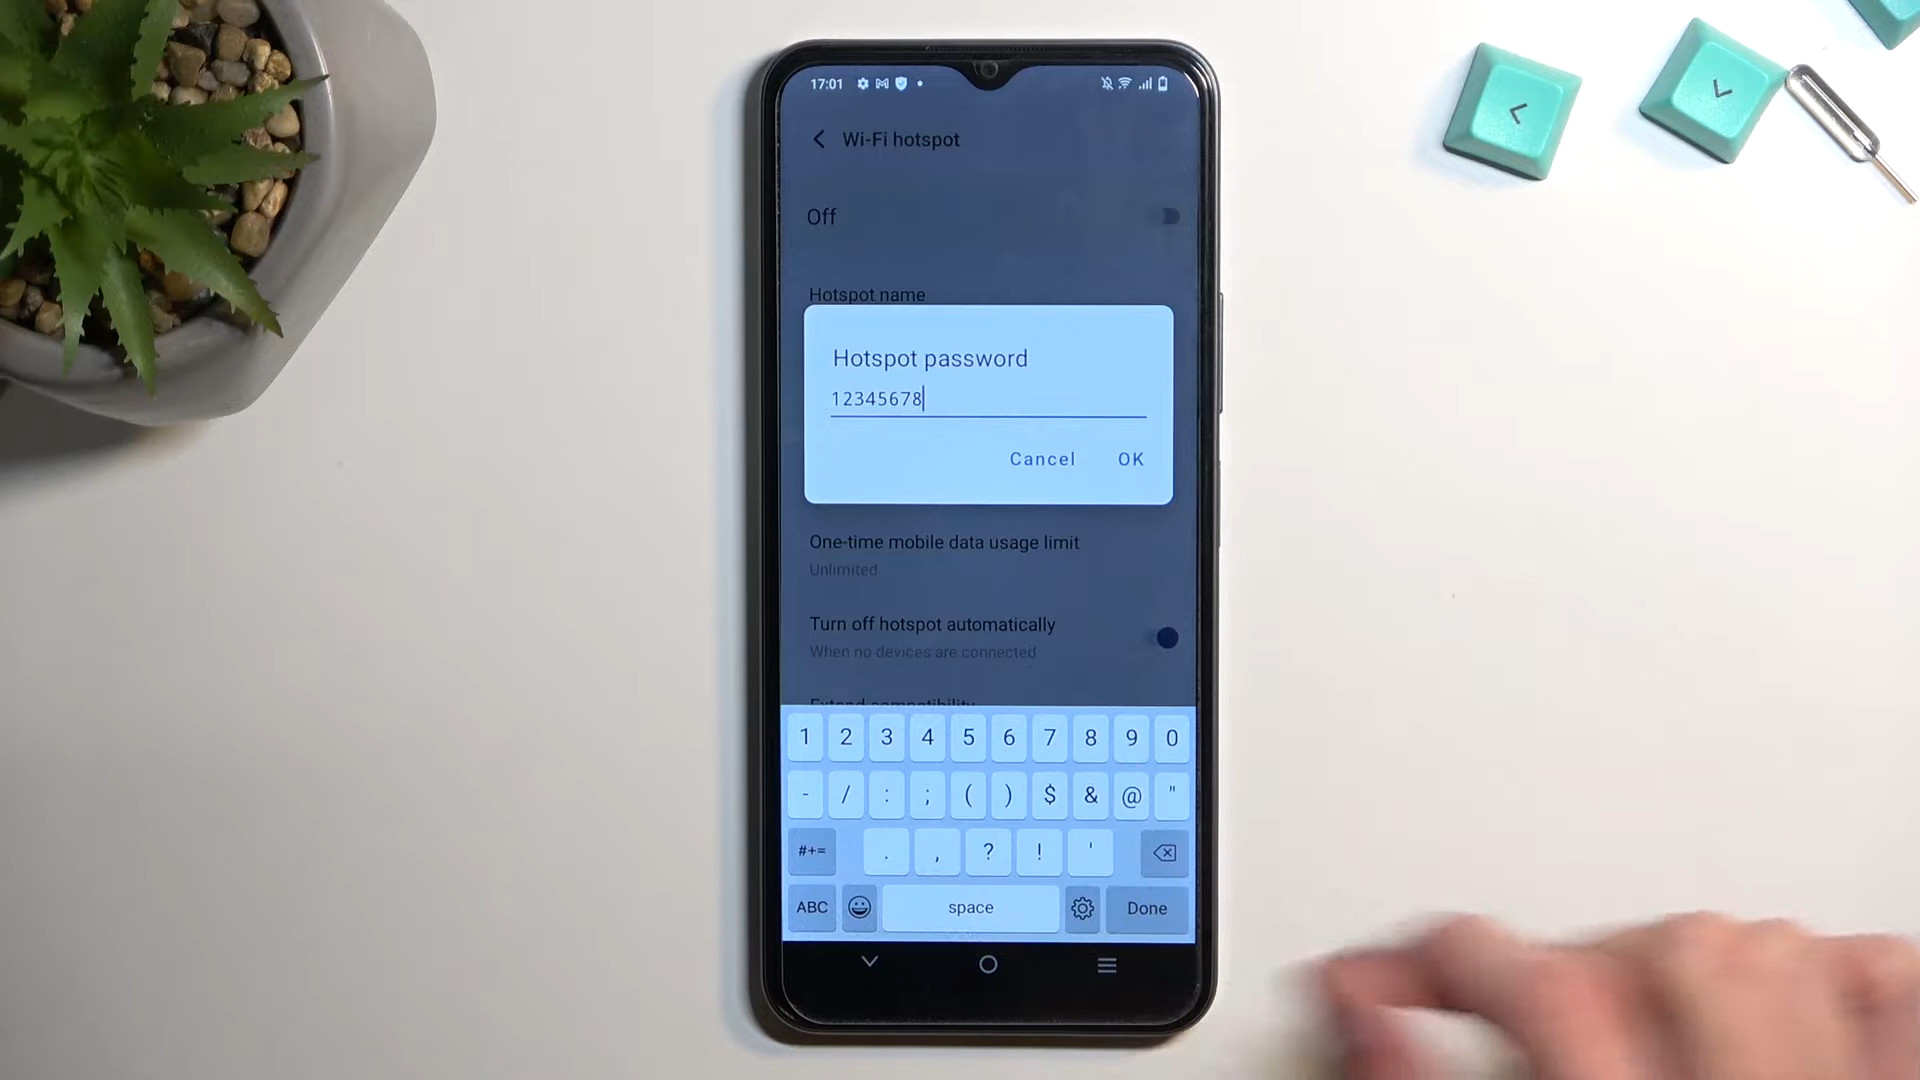 17:01
Wi-Fi hotspot
Off
Hotspot name
Hotspot password
12345678
Cancel OK
One-time mobile data usage limit
Unlimited
Turn off hotspot automatically
When no devices are connected
Extend compatibility
1 2 3 4 5 6 7 8 9 0
- / : ; ( ) $ & @ "
#+= . , ? ! '
ABC space Done